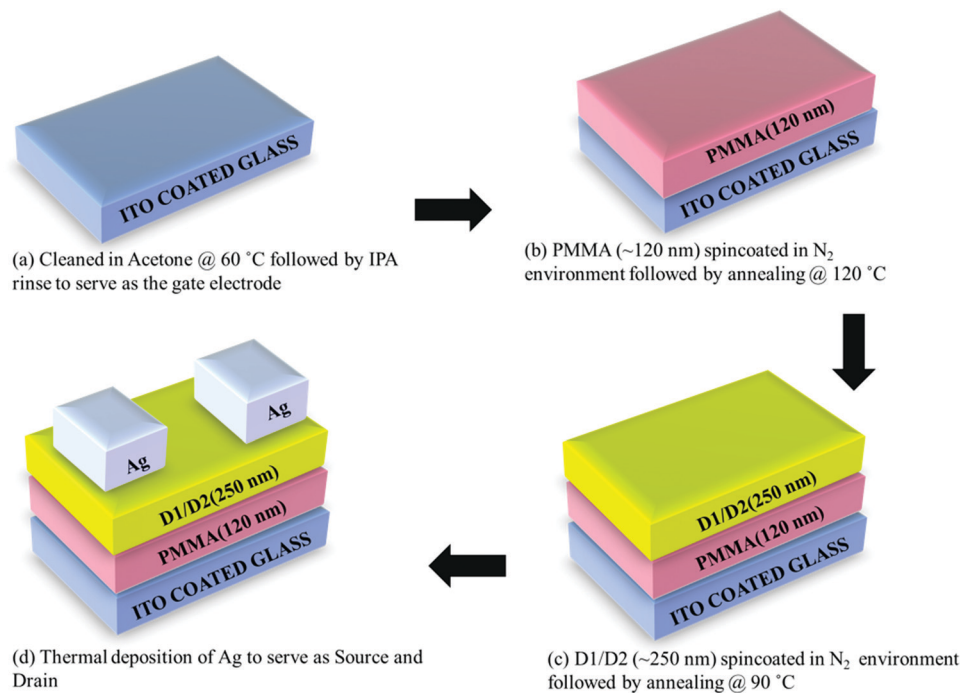 ITO COATED GLASS
(a) Cleaned in Acetone @ 60 ˚C followed by IPA
rinse to serve as the gate electrode
PMMA(120 nm)
ITO COATED GLASS
(b) PMMA (~120 nm) spincoated in N₂
environment followed by annealing @ 120 ˚C
D1/D2(250 nm)
PMMA(120 nm)
ITO COATED GLASS
(c) D1/D2 (~250 nm) spincoated in N₂ environment
followed by annealing @ 90 ˚C
Ag
Ag
D1/D2(250 nm)
PMMA(120 nm)
ITO COATED GLASS
(d) Thermal deposition of Ag to serve as Source and
Drain